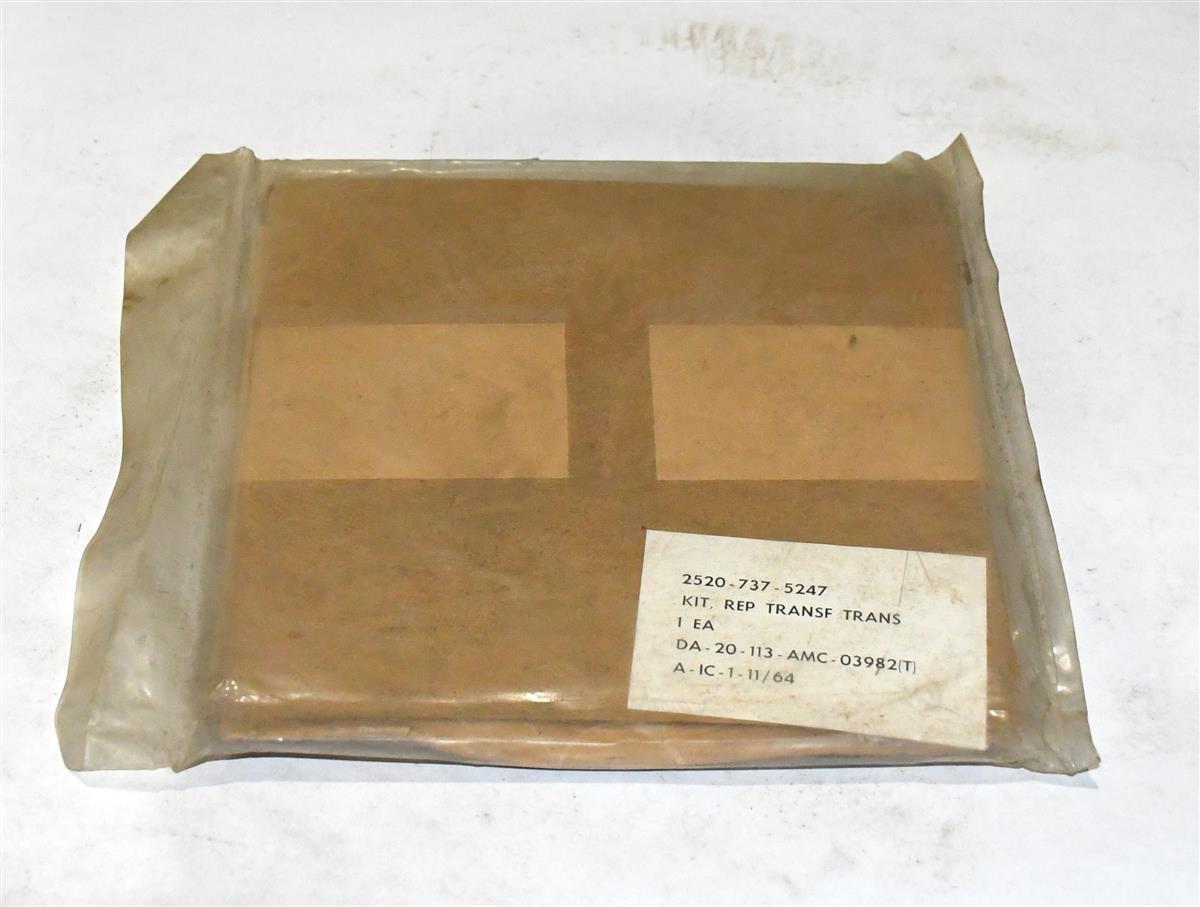 2520-737-5247
KIT, REP TRANSF TRANS
1 EA
DA-20-113-AMC-03982(T)
A-IC-1-11/64